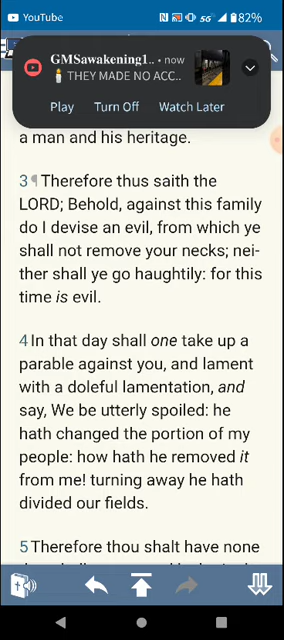 YouTube
5G 82%
GMSawakening1.. • now
🕯 THEY MADE NO ACC..
Play Turn Off Watch Later
a man and his heritage.
3 ¶ Therefore thus saith the
LORD; Behold, against this family
do I devise an evil, from which ye
shall not remove your necks; nei-
ther shall ye go haughtily: for this
time is evil.
4 In that day shall one take up a
parable against you, and lament
with a doleful lamentation, and
say, We be utterly spoiled: he
hath changed the portion of my
people: how hath he removed it
from me! turning away he hath
divided our fields.
5 Therefore thou shalt have none